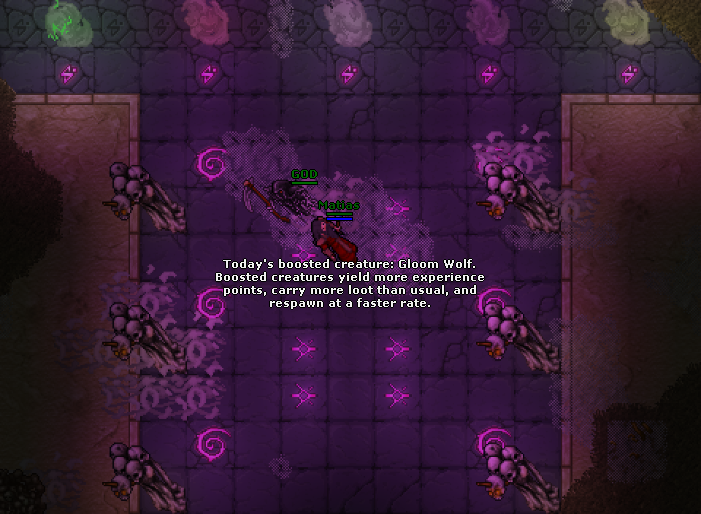 GOD
Matias
Today's boosted creature: Gloom Wolf.
Boosted creatures yield more experience
points, carry more loot than usual, and
respawn at a faster rate.